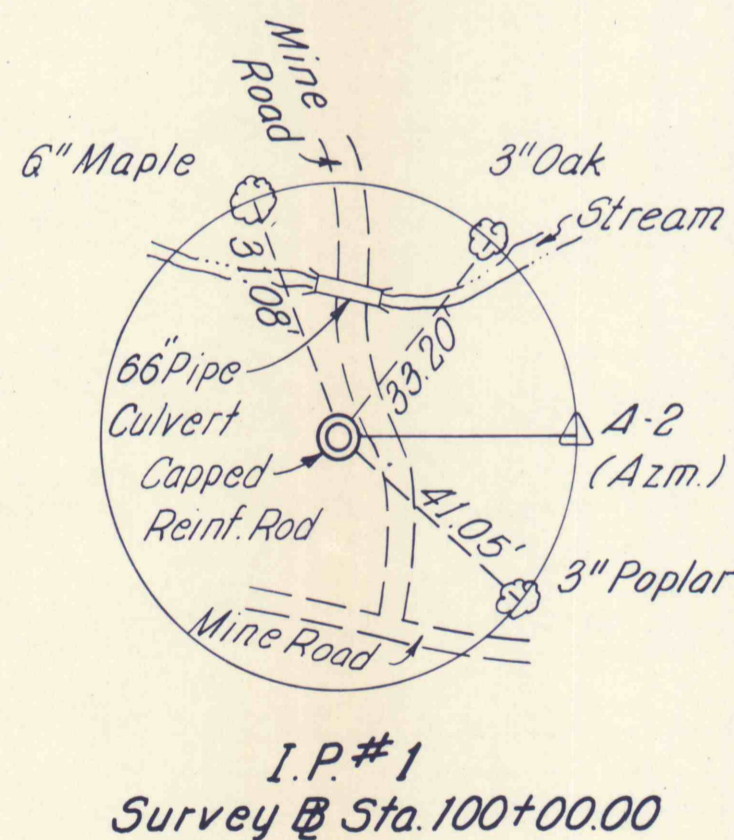 Mine
Road
6" Maple
3" Oak
Stream
31.08'
33.20'
66" Pipe
Culvert
A-2
(Azm.)
Capped
Reinf. Rod
41.05'
3" Poplar
Mine Road
I.P. #1
Survey ⅊ Sta. 100+00.00